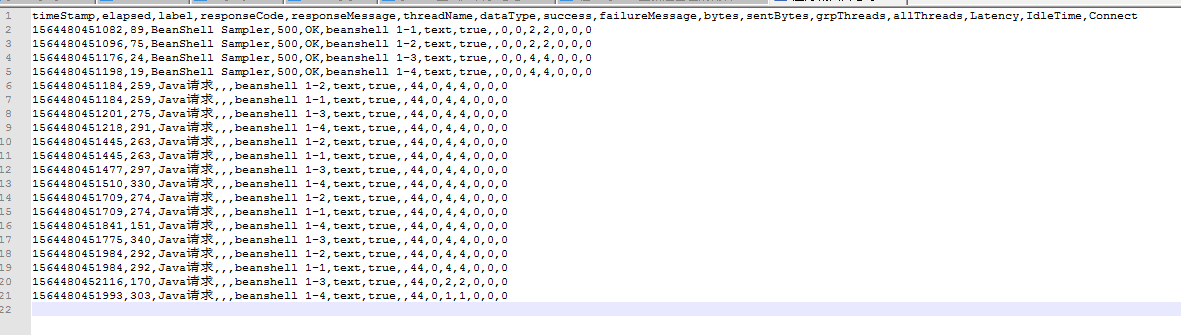 1 timeStamp,elapsed,label,responseCode,responseMessage,threadName,dataType,success,failureMessage,bytes,sentBytes,grpThreads,allThreads,Latency,IdleTime,Connect
2 1564480451082,89,BeanShell Sampler,500,OK,beanshell 1-1,text,true,,0,0,2,2,0,0,0
3 1564480451096,75,BeanShell Sampler,500,OK,beanshell 1-2,text,true,,0,0,2,2,0,0,0
4 1564480451176,24,BeanShell Sampler,500,OK,beanshell 1-3,text,true,,0,0,4,4,0,0,0
5 1564480451198,19,BeanShell Sampler,500,OK,beanshell 1-4,text,true,,0,0,4,4,0,0,0
6 1564480451184,259,Java请求,,,beanshell 1-2,text,true,,44,0,4,4,0,0,0
7 1564480451184,259,Java请求,,,beanshell 1-1,text,true,,44,0,4,4,0,0,0
8 1564480451201,275,Java请求,,,beanshell 1-3,text,true,,44,0,4,4,0,0,0
9 1564480451218,291,Java请求,,,beanshell 1-4,text,true,,44,0,4,4,0,0,0
10 1564480451445,263,Java请求,,,beanshell 1-2,text,true,,44,0,4,4,0,0,0
11 1564480451445,263,Java请求,,,beanshell 1-1,text,true,,44,0,4,4,0,0,0
12 1564480451477,297,Java请求,,,beanshell 1-3,text,true,,44,0,4,4,0,0,0
13 1564480451510,330,Java请求,,,beanshell 1-4,text,true,,44,0,4,4,0,0,0
14 1564480451709,274,Java请求,,,beanshell 1-2,text,true,,44,0,4,4,0,0,0
15 1564480451709,274,Java请求,,,beanshell 1-1,text,true,,44,0,4,4,0,0,0
16 1564480451841,151,Java请求,,,beanshell 1-4,text,true,,44,0,4,4,0,0,0
17 1564480451775,340,Java请求,,,beanshell 1-3,text,true,,44,0,4,4,0,0,0
18 1564480451984,292,Java请求,,,beanshell 1-2,text,true,,44,0,4,4,0,0,0
19 1564480451984,292,Java请求,,,beanshell 1-1,text,true,,44,0,4,4,0,0,0
20 1564480452116,170,Java请求,,,beanshell 1-3,text,true,,44,0,2,2,0,0,0
21 1564480451993,303,Java请求,,,beanshell 1-4,text,true,,44,0,1,1,0,0,0
22